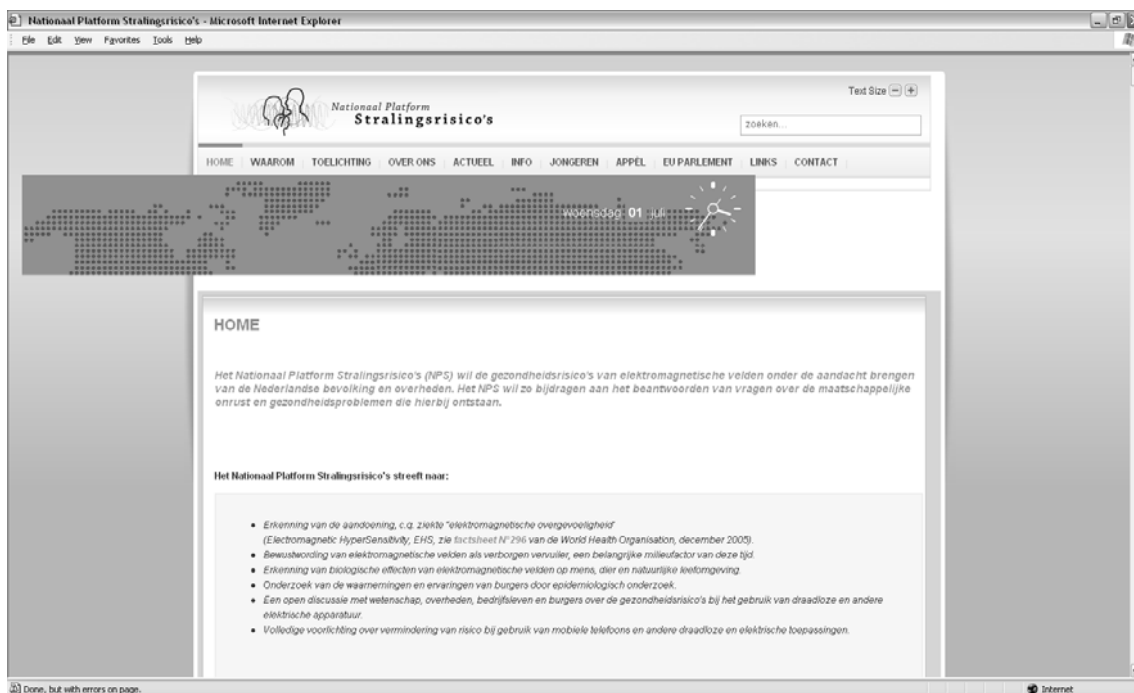 Nationaal Platform Stralingsrisico's - Microsoft Internet Explorer
File Edit View Favorites Tools Help
Text Size
Nationaal Platform
Stralingsrisico's
zoeken...
HOME WAAROM TOELICHTING OVER ONS ACTUEEL INFO JONGEREN APPÈL EU PARLEMENT LINKS CONTACT
woensdag 01 juli
HOME
Het Nationaal Platform Stralingsrisico's (NPS) wil de gezondheidsrisico's van elektromagnetische velden onder de aandacht brengen
van de Nederlandse bevolking en overheden. Het NPS wil zo bijdragen aan het beantwoorden van vragen over de maatschappelijke
onrust en gezondheidsproblemen die hierbij ontstaan.
Het Nationaal Platform Stralingsrisico's streeft naar:
• Erkenning van de aandoening, c.q. ziekte "elektromagnetische overgevoeligheid"
(Electromagnetic HyperSensitivity, EHS, zie factsheet N°296 van de World Health Organisation, december 2005).
• Bewustwording van elektromagnetische velden als verborgen vervuiler, een belangrijke milieufactor van deze tijd.
• Erkenning van biologische effecten van elektromagnetische velden op mens, dier en natuurlijke leefomgeving.
• Onderzoek van de waarnemingen en ervaringen van burgers door epidemiologisch onderzoek.
• Een open discussie met wetenschap, overheden, bedrijfsleven en burgers over de gezondheidsrisico's bij het gebruik van draadloze en andere
elektrische apparatuur.
• Volledige voorlichting over vermindering van risico bij gebruik van mobiele telefoons en andere draadloze en elektrische toepassingen.
Done, but with errors on page.
Internet